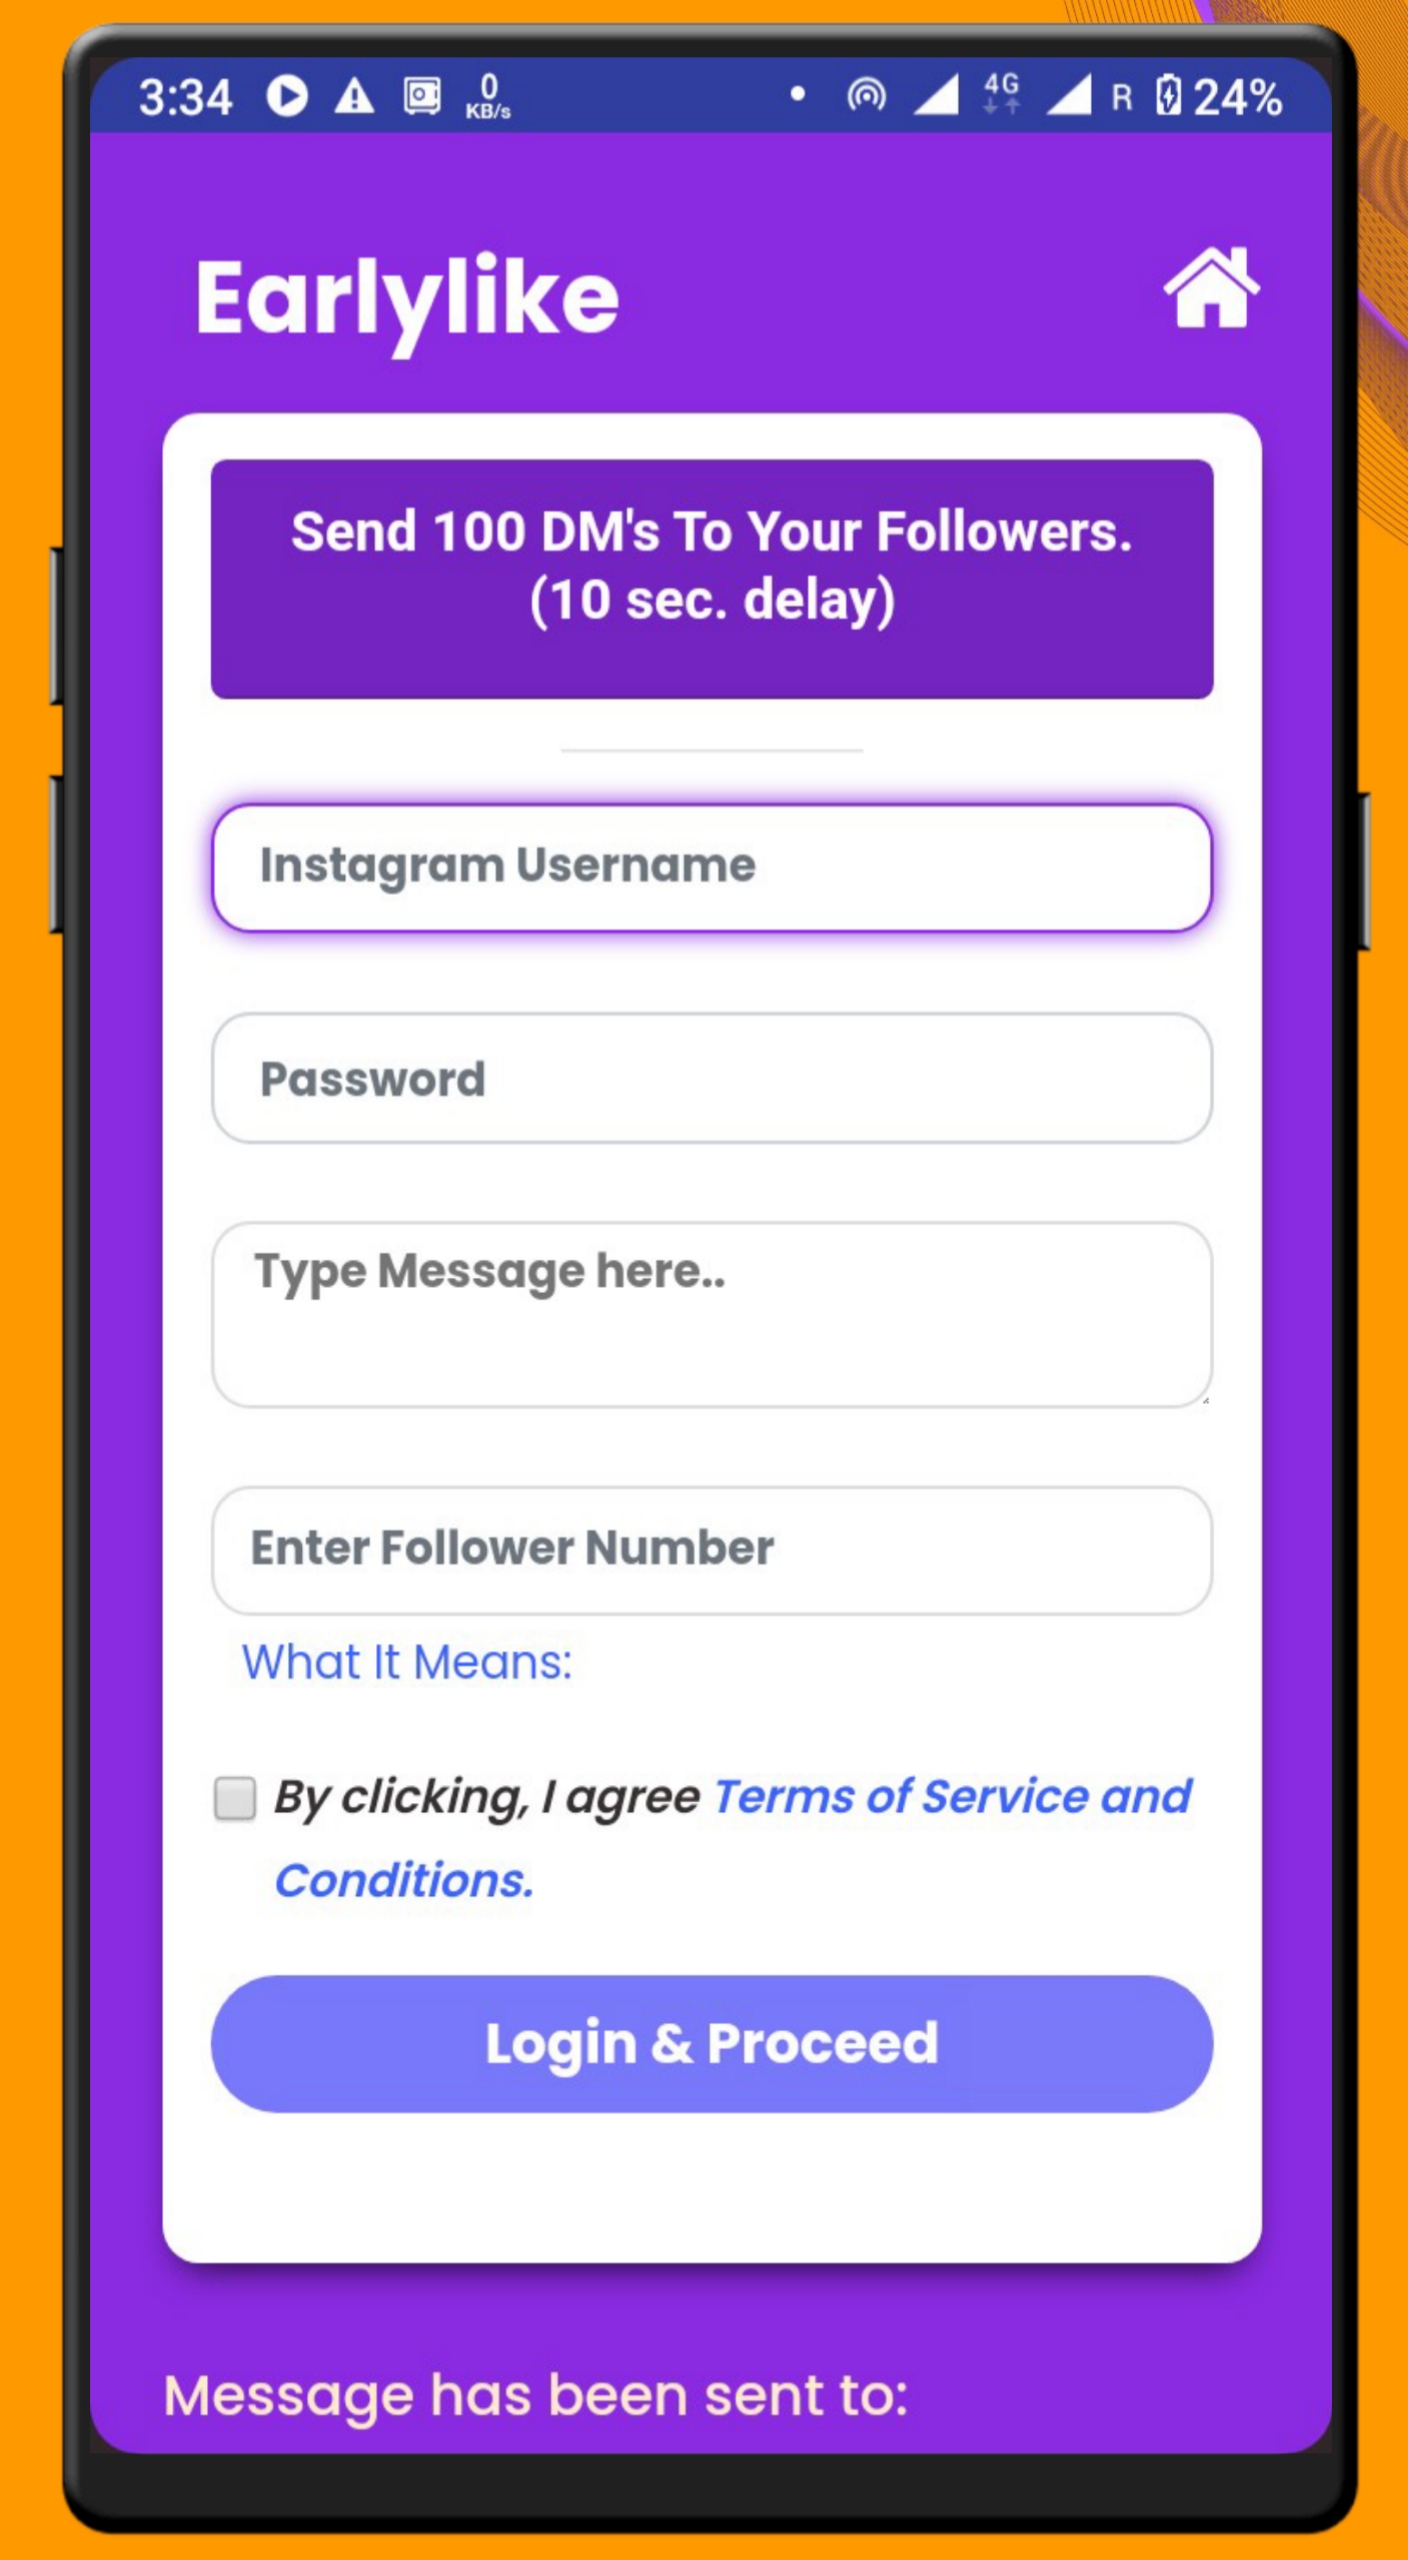 3:34 0 KB/s 4G R 24%
Earlylike
Send 100 DM's To Your Followers.
(10 sec. delay)
Instagram Username
Password
Type Message here..
Enter Follower Number
What It Means:
By clicking, I agree Terms of Service and
Conditions.
Login & Proceed
Message has been sent to: